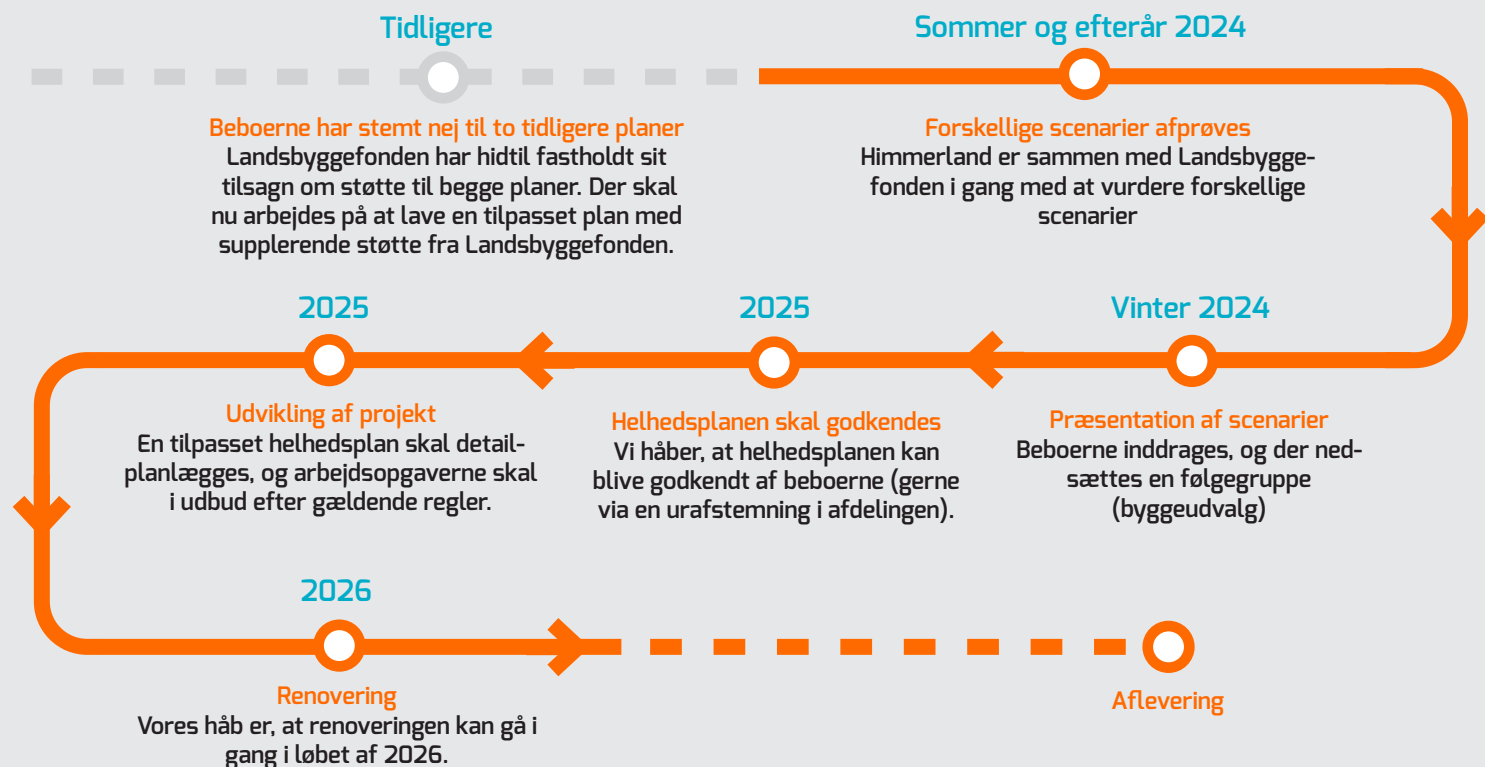 Tidligere
Beboerne har stemt nej til to tidligere planer
Landsbyggefonden har hidtil fastholdt sit
tilsagn om støtte til begge planer. Der skal
nu arbejdes på at lave en tilpasset plan med
supplerende støtte fra Landsbyggefonden.
Sommer og efterår 2024
Forskellige scenarier afprøves
Himmerland er sammen med Landsbygge-
fonden i gang med at vurdere forskellige
scenarier
Vinter 2024
Præsentation af scenarier
Beboerne inddrages, og der ned-
sættes en følgegruppe
(byggeudvalg)
2025
Helhedsplanen skal godkendes
Vi håber, at helhedsplanen kan
blive godkendt af beboerne (gerne
via en urafstemning i afdelingen).
2025
Udvikling af projekt
En tilpasset helhedsplan skal detail-
planlægges, og arbejdsopgaverne skal
i udbud efter gældende regler.
2026
Renovering
Vores håb er, at renoveringen kan gå i
gang i løbet af 2026.
Aflevering